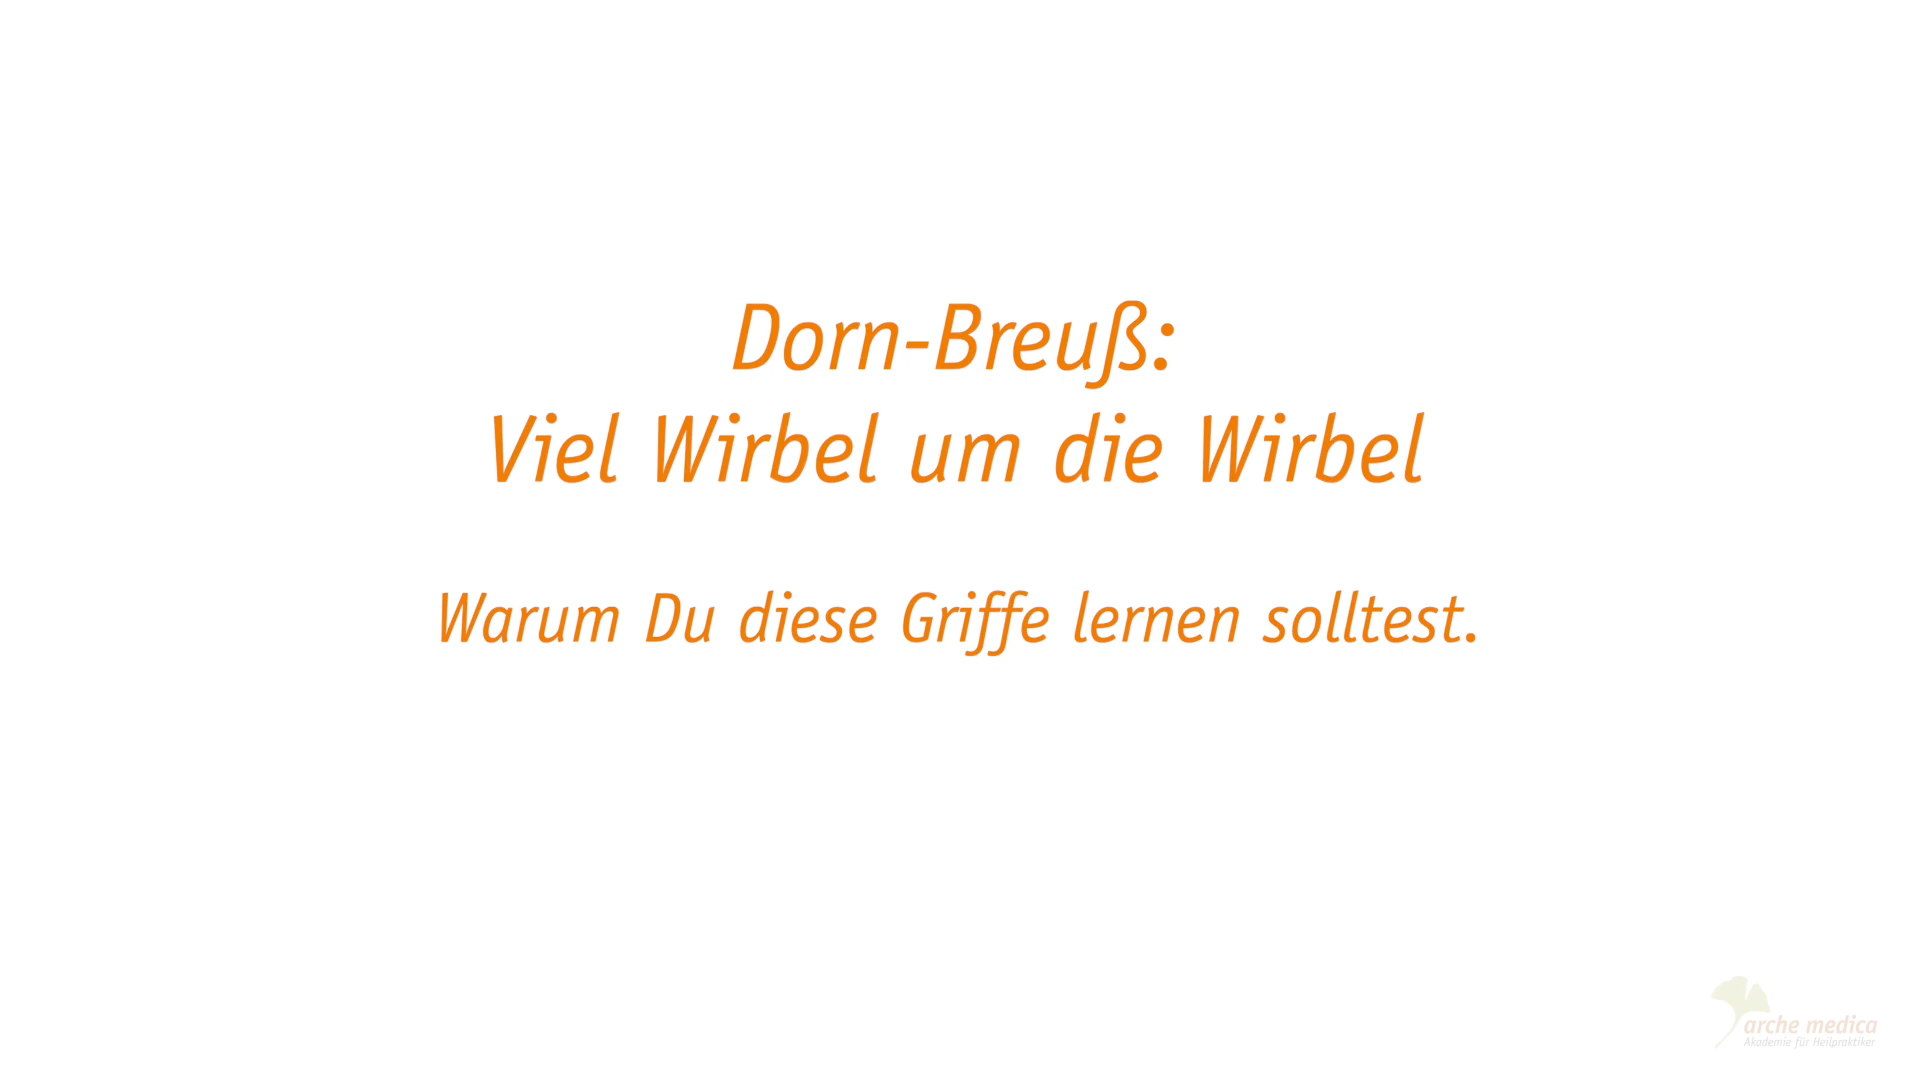 Dorn-Breuß:
Viel Wirbel um die Wirbel
Warum Du diese Griffe lernen solltest.
arche medica
Akademie für Heilpraktiker